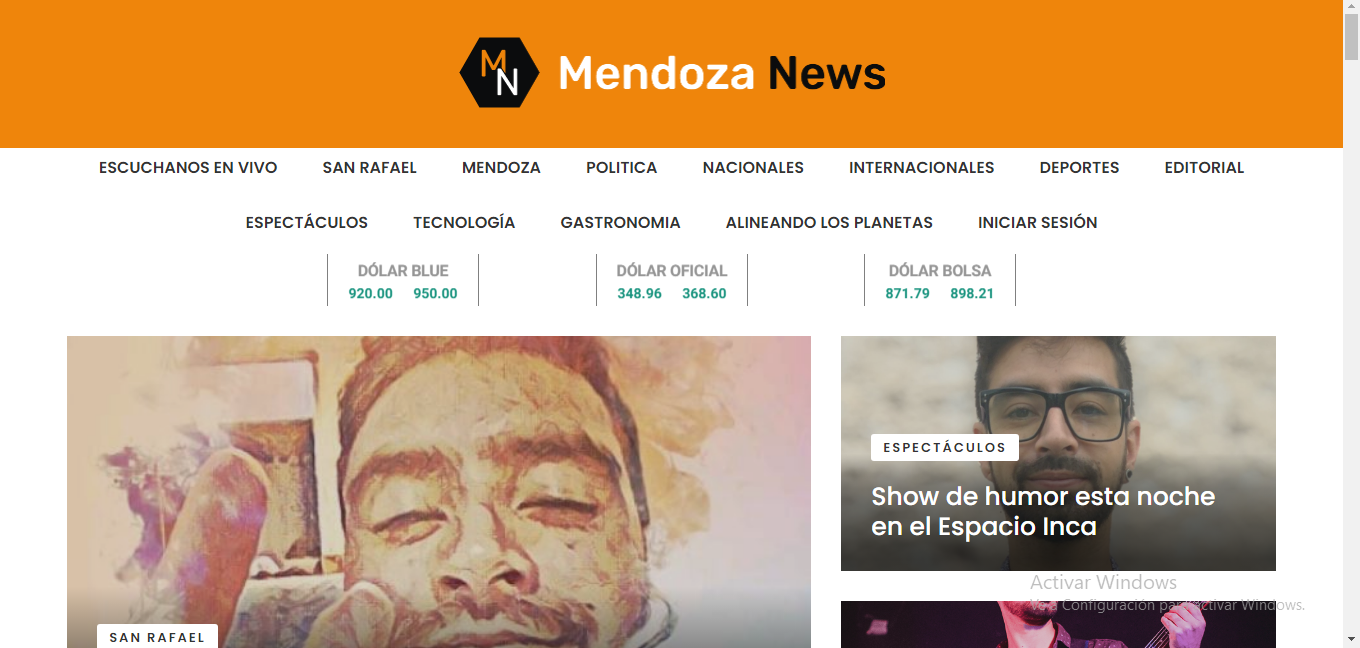 MN Mendoza News
ESCUCHANOS EN VIVO SAN RAFAEL MENDOZA POLITICA NACIONALES INTERNACIONALES DEPORTES EDITORIAL
ESPECTÁCULOS TECNOLOGÍA GASTRONOMIA ALINEANDO LOS PLANETAS INICIAR SESIÓN
DÓLAR BLUE DÓLAR OFICIAL DÓLAR BOLSA
920.00 950.00 348.96 368.60 871.79 898.21
ESPECTÁCULOS
Show de humor esta noche
en el Espacio Inca
Activar Windows
Ve a Configuración para activar Windows.
SAN RAFAEL